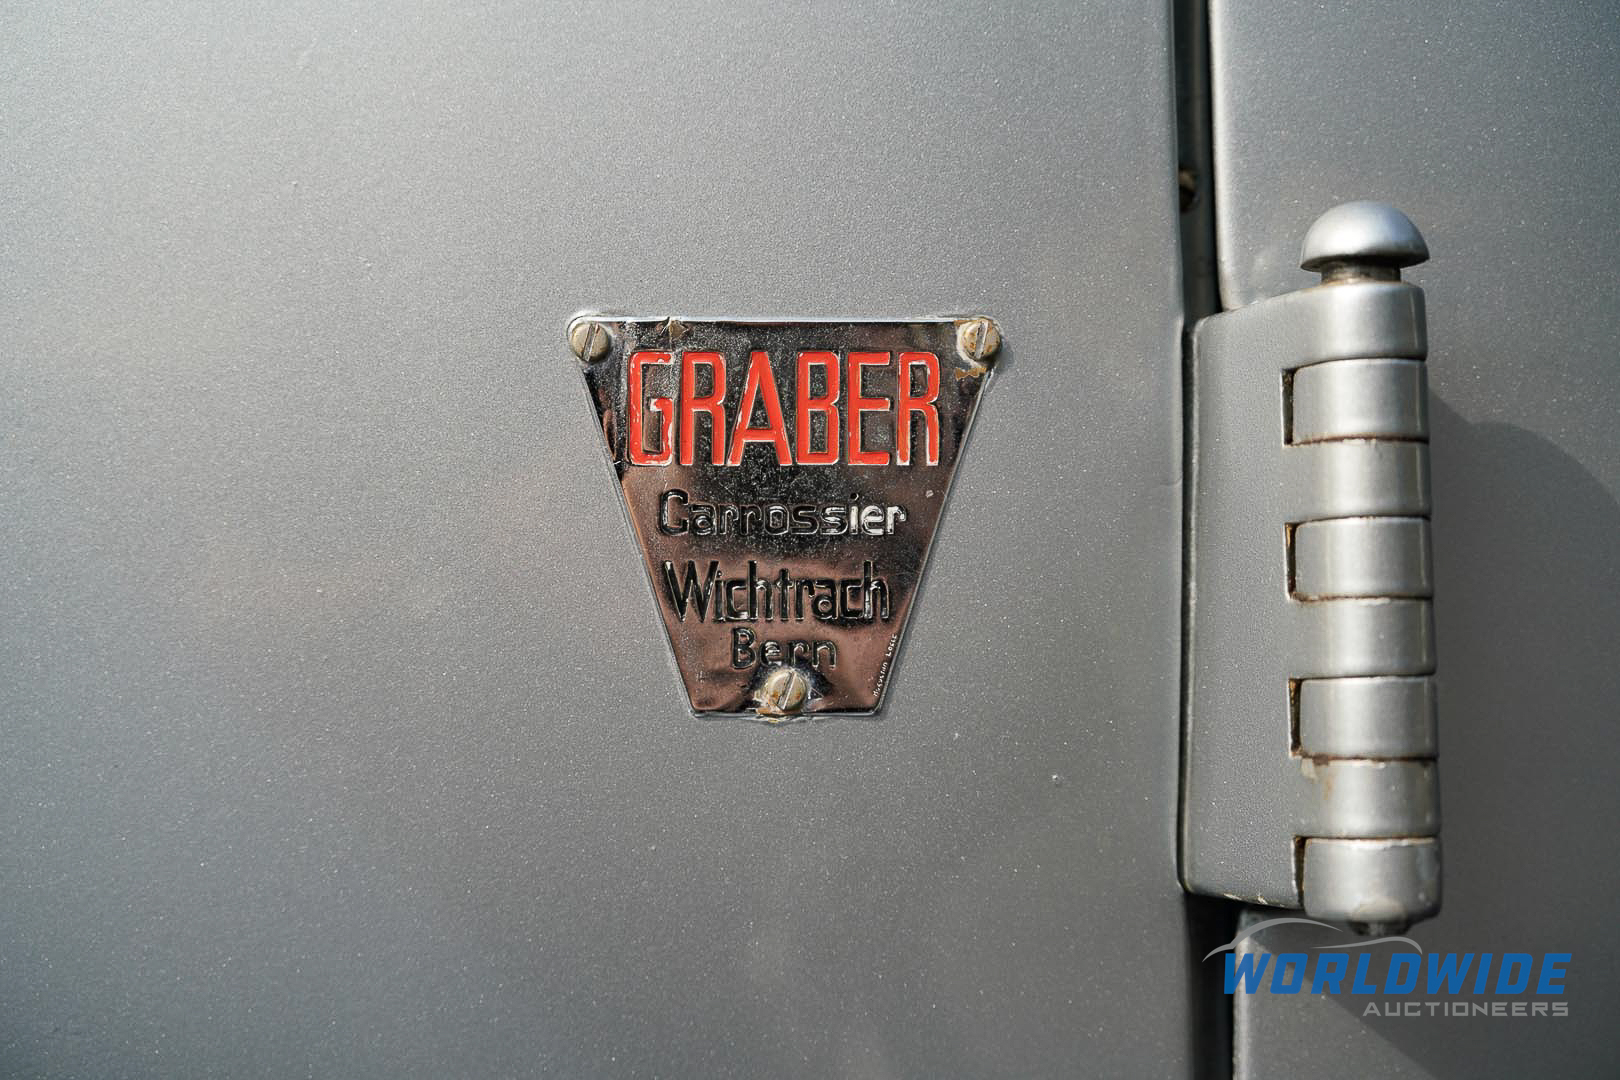 GRABER
Carrossier
Wichtrach
Bern
WORLDWIDE
AUCTIONEERS